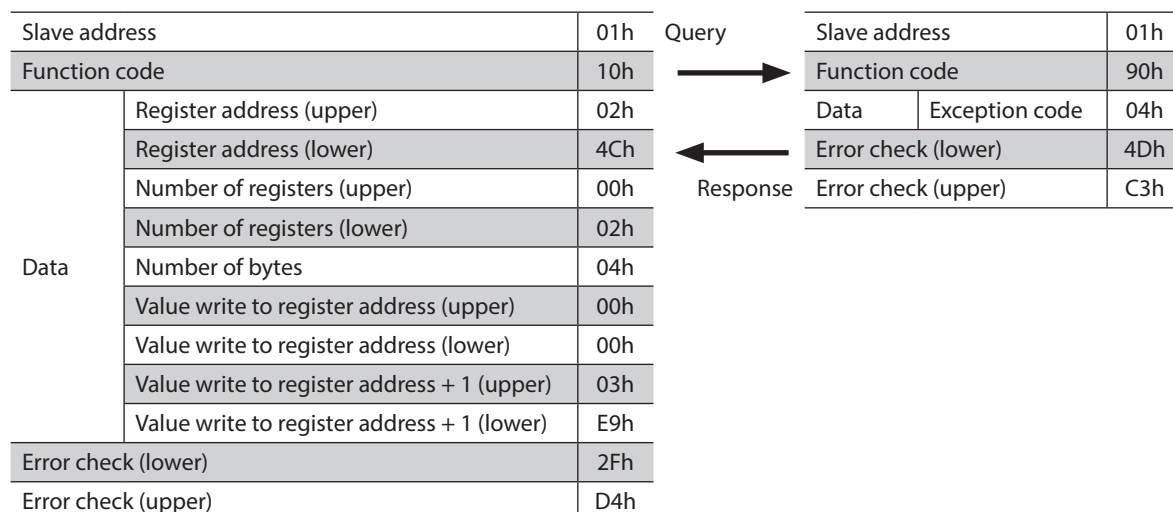 Slave address 01h Query Slave address 01h
Function code 10h Function code 90h
Register address (upper) 02h Data Exception code 04h
Register address (lower) 4Ch Error check (lower) 4Dh
Number of registers (upper) 00h Response Error check (upper) C3h
Number of registers (lower) 02h
Data Number of bytes 04h
Value write to register address (upper) 00h
Value write to register address (lower) 00h
Value write to register address + 1 (upper) 03h
Value write to register address + 1 (lower) E9h
Error check (lower) 2Fh
Error check (upper) D4h